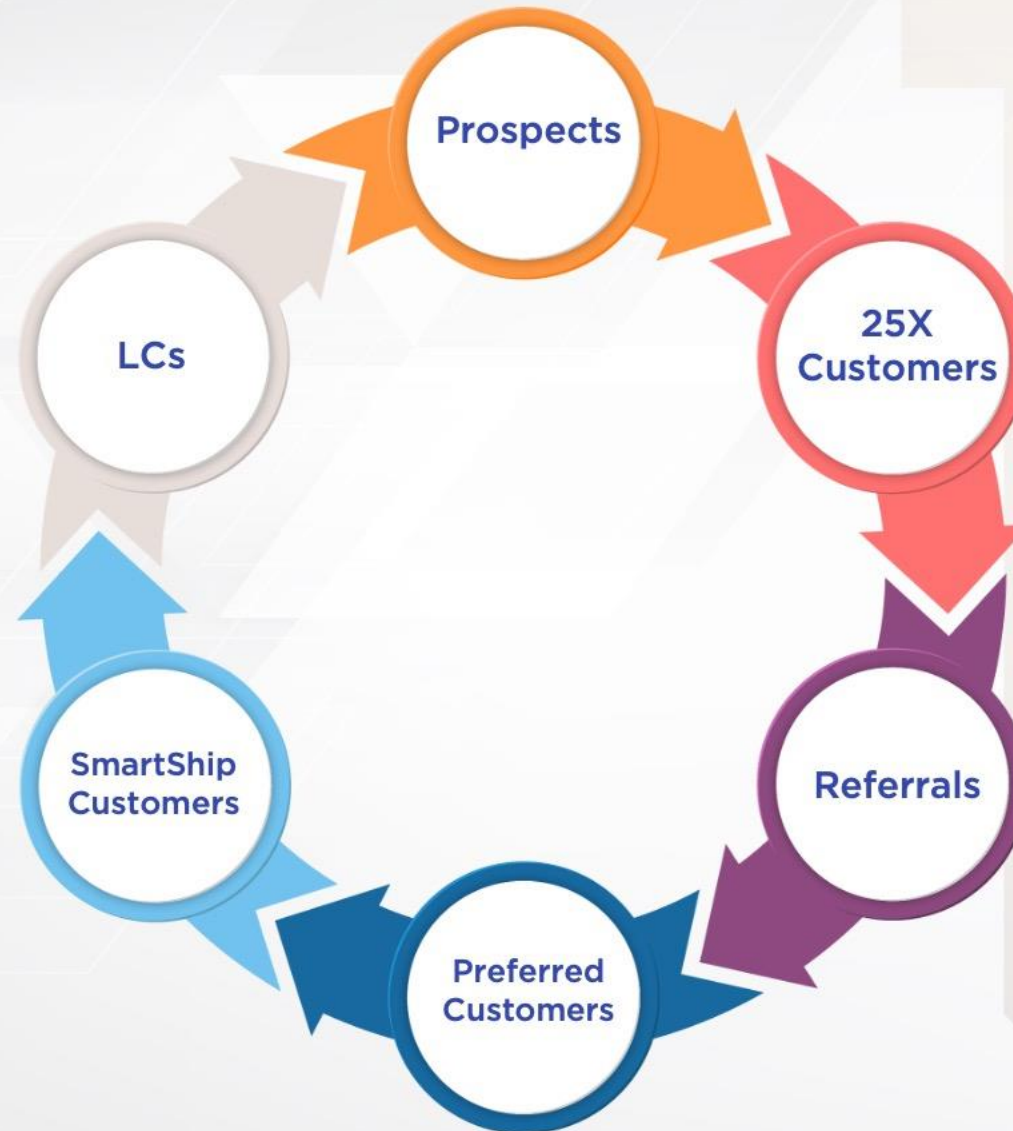 Prospects
25X
Customers
Referrals
Preferred
Customers
SmartShip
Customers
LCs